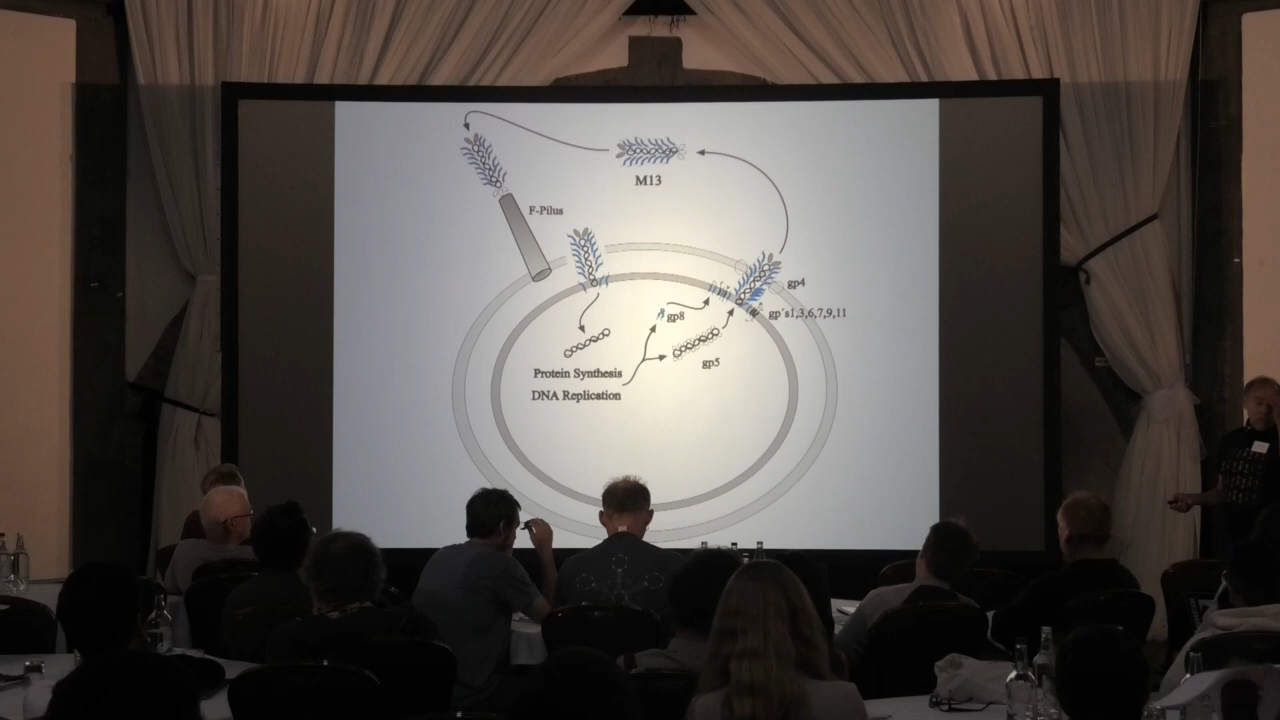 M13
F-Pilus
gp4
gp's1,3,6,7,9,11
gp8
gp5
Protein Synthesis
DNA Replication